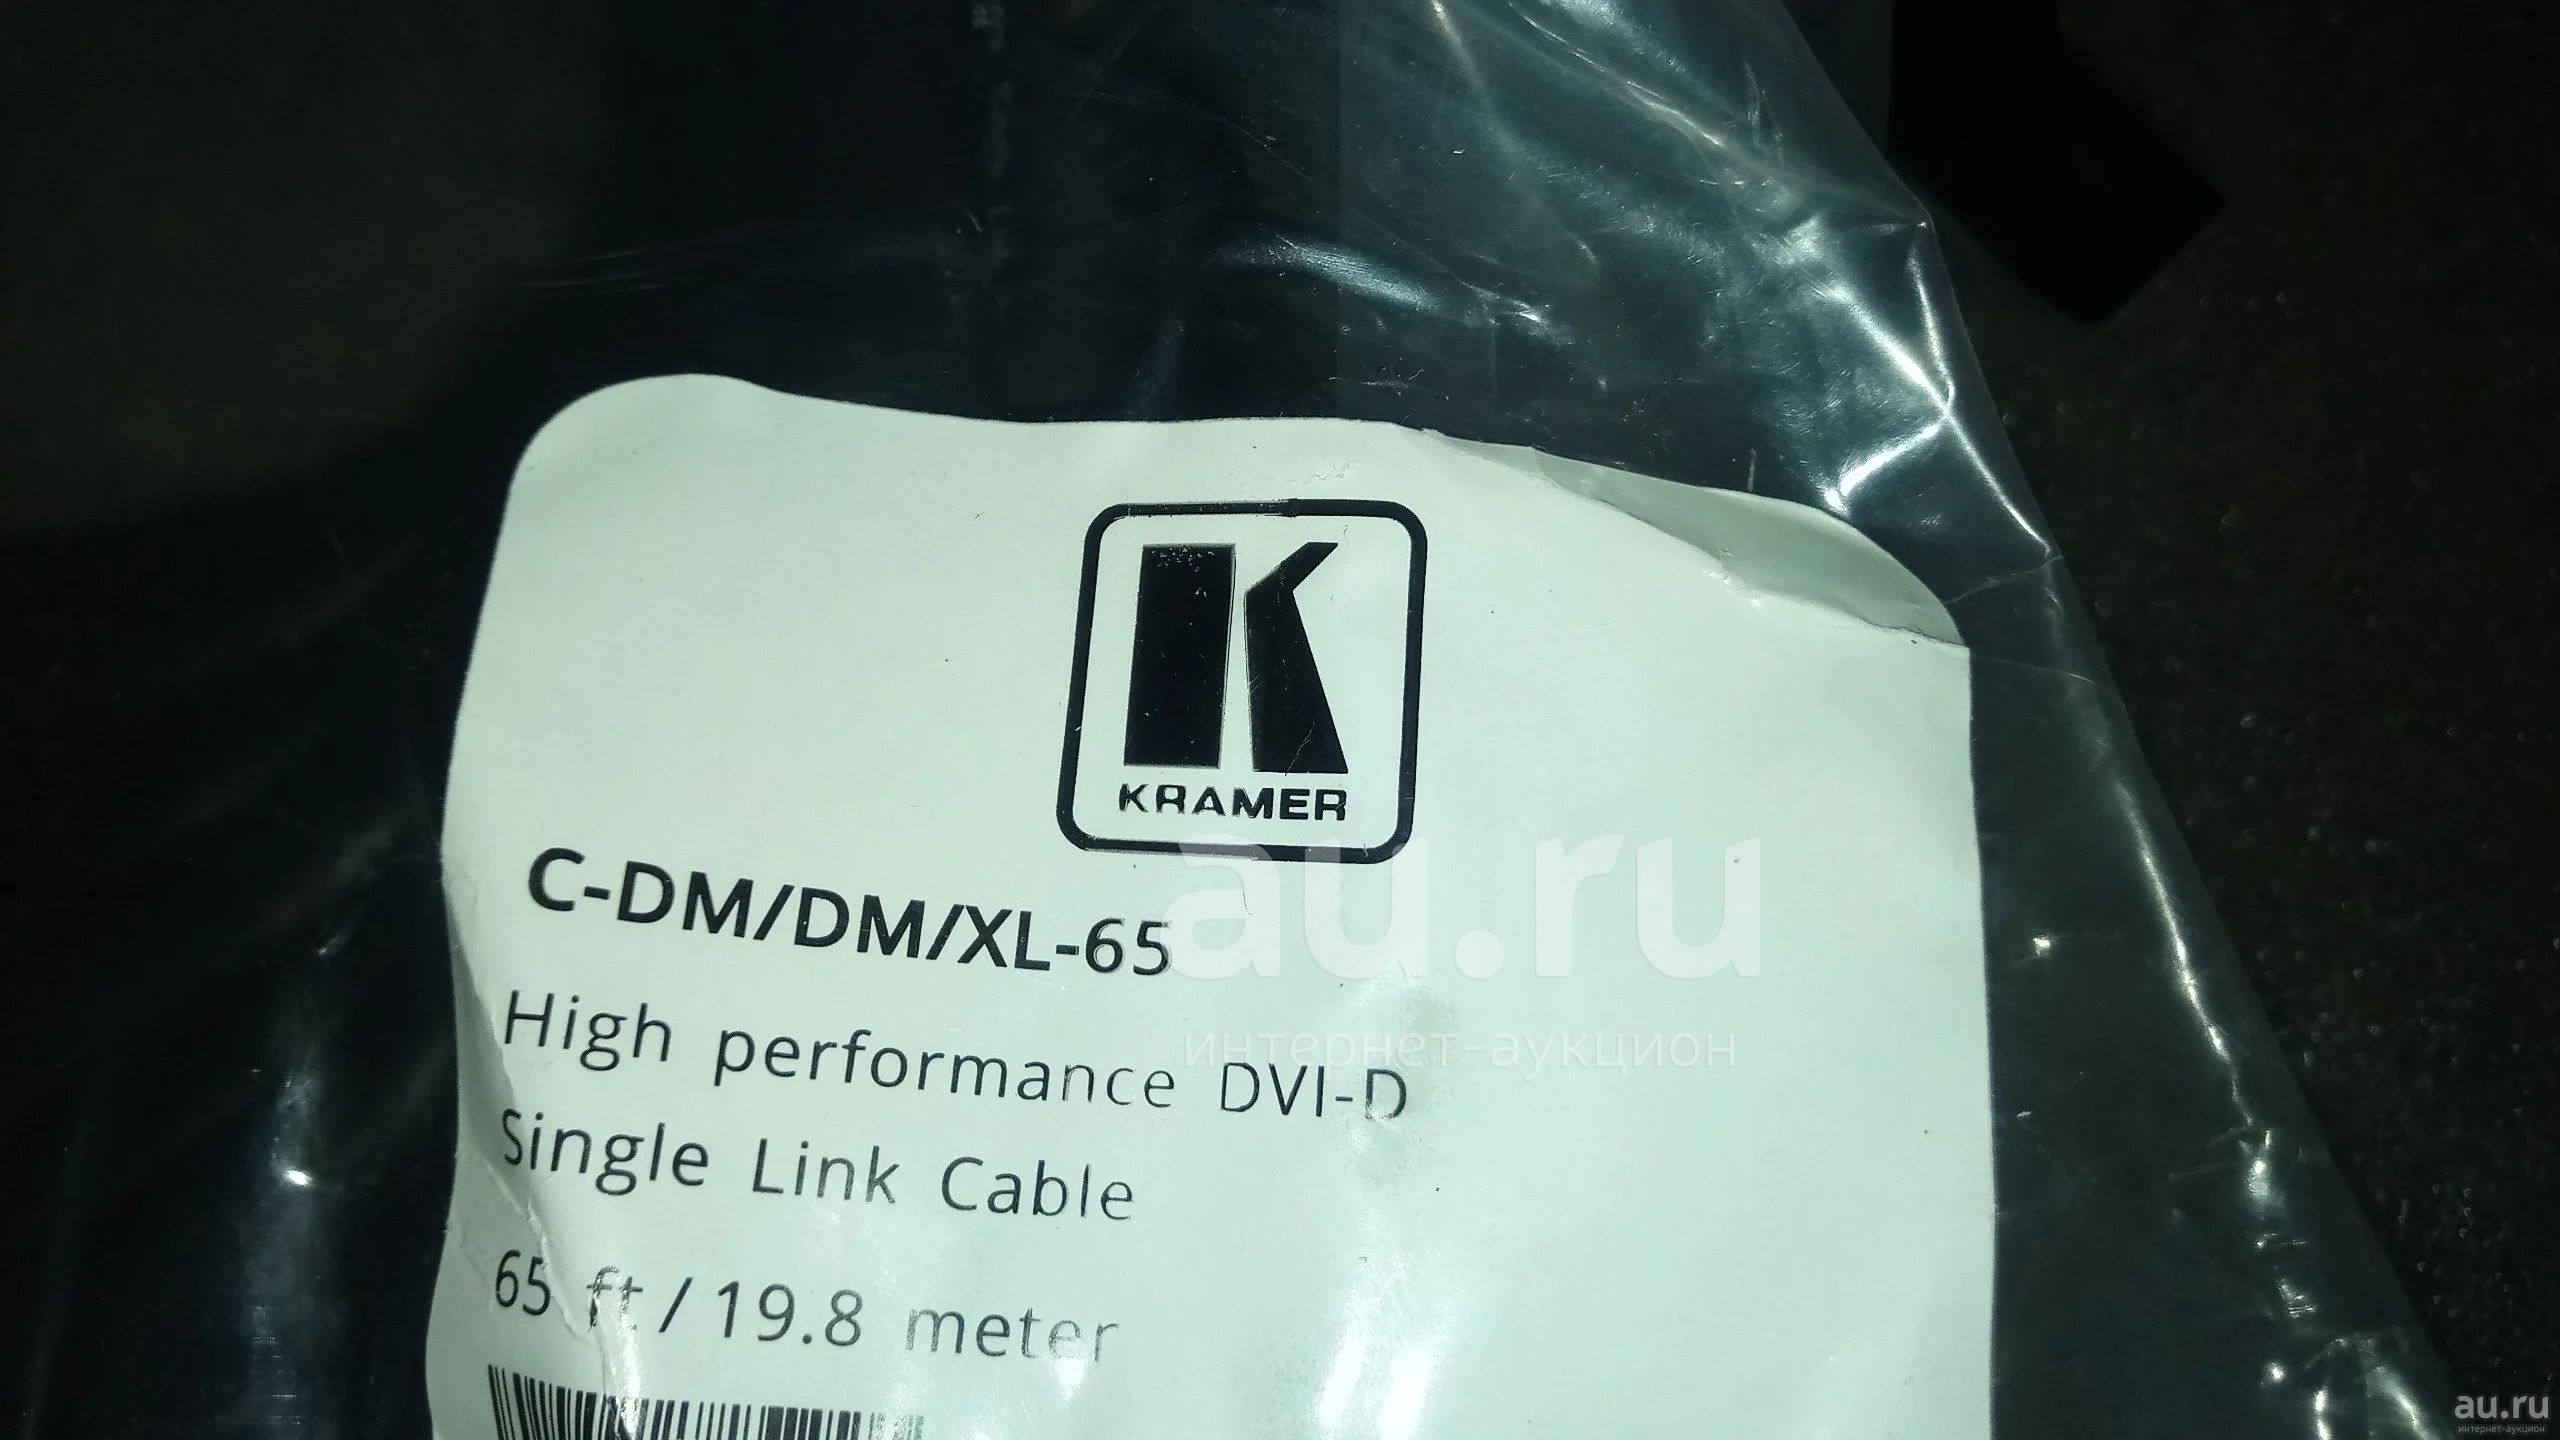 K
KRAMER
C-DM/DM/XL-65
au.ru
интернет-аукцион
High performance DVI-D
Single Link Cable
65 ft / 19.8 meter
au.ru
интернет-аукцион